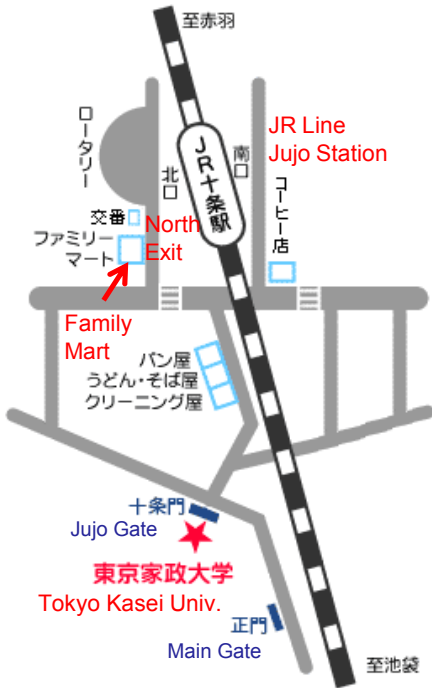 至赤羽
ロータリー
JR十条駅
北口
南口
JR Line
Jujo Station
コーヒー店
交番
North
Exit
ファミリー
マート
Family
Mart
パン屋
うどん・そば屋
クリーニング屋
十条門
Jujo Gate
東京家政大学
Tokyo Kasei Univ.
正門
Main Gate
至池袋